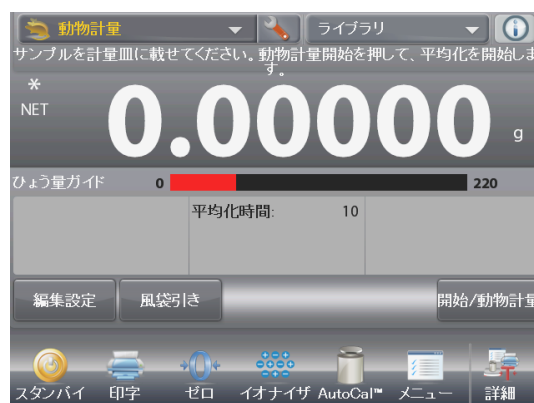 動物計量
ライブラリ
サンプルを計量皿に載せてください。動物計量開始を押して、平均化を開始しま
す。
*
NET
0.00000 g
ひょう量ガイド 0 220
平均化時間: 10
編集設定 風袋引き 開始/動物計量
スタンバイ 印字 ゼロ イオナイザ AutoCal™ メニュー 詳細